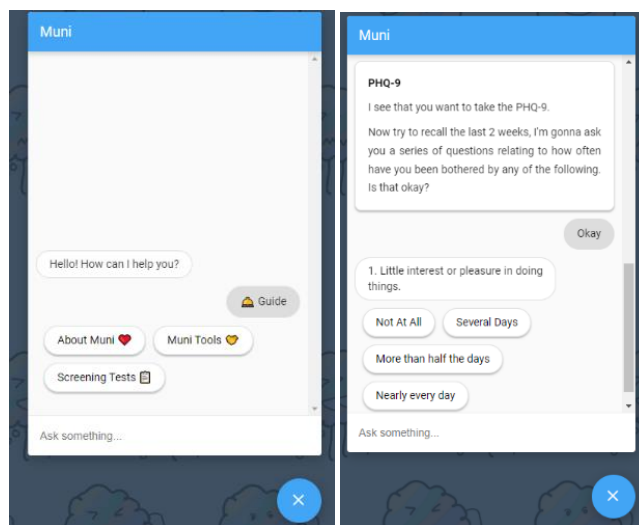 Muni
Hello! How can I help you?
🛎️ Guide
About Muni ❤️
Muni Tools 💛
Screening Tests 📋
Ask something...
Muni
PHQ-9
I see that you want to take the PHQ-9.
Now try to recall the last 2 weeks, I'm gonna ask
you a series of questions relating to how often
have you been bothered by any of the following.
Is that okay?
Okay
1. Little interest or pleasure in doing
things.
Not At All
Several Days
More than half the days
Nearly every day
Ask something...